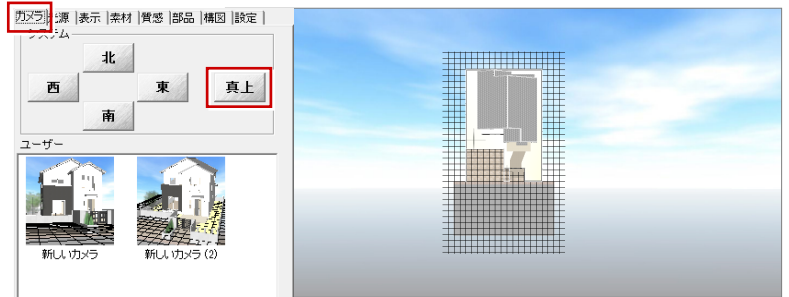 カメラ 光源 表示 素材 質感 部品 構図 設定
システム
北
西 東 真上
南
ユーザー
新しいカメラ 新しいカメラ (2)